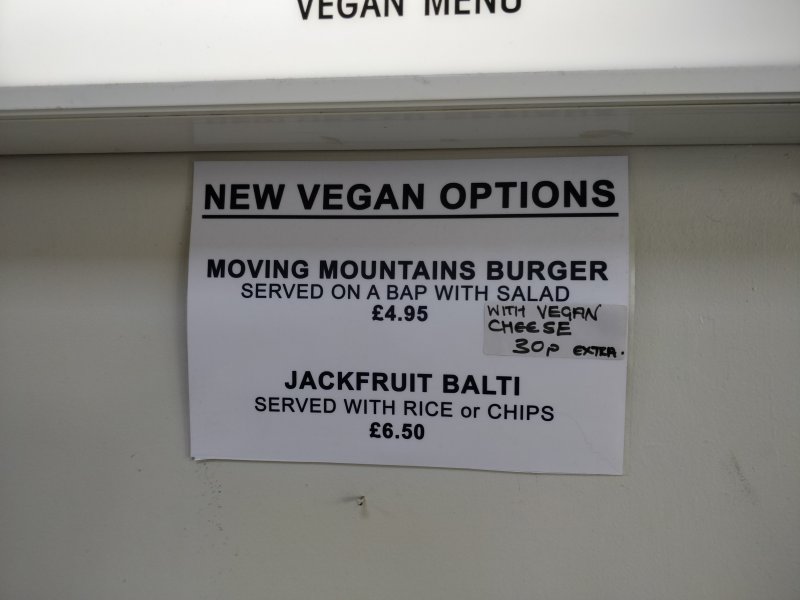 VEGAN MENU
NEW VEGAN OPTIONS
MOVING MOUNTAINS BURGER
SERVED ON A BAP WITH SALAD
£4.95
WITH VEGAN
CHEESE
30p EXTRA.
JACKFRUIT BALTI
SERVED WITH RICE or CHIPS
£6.50